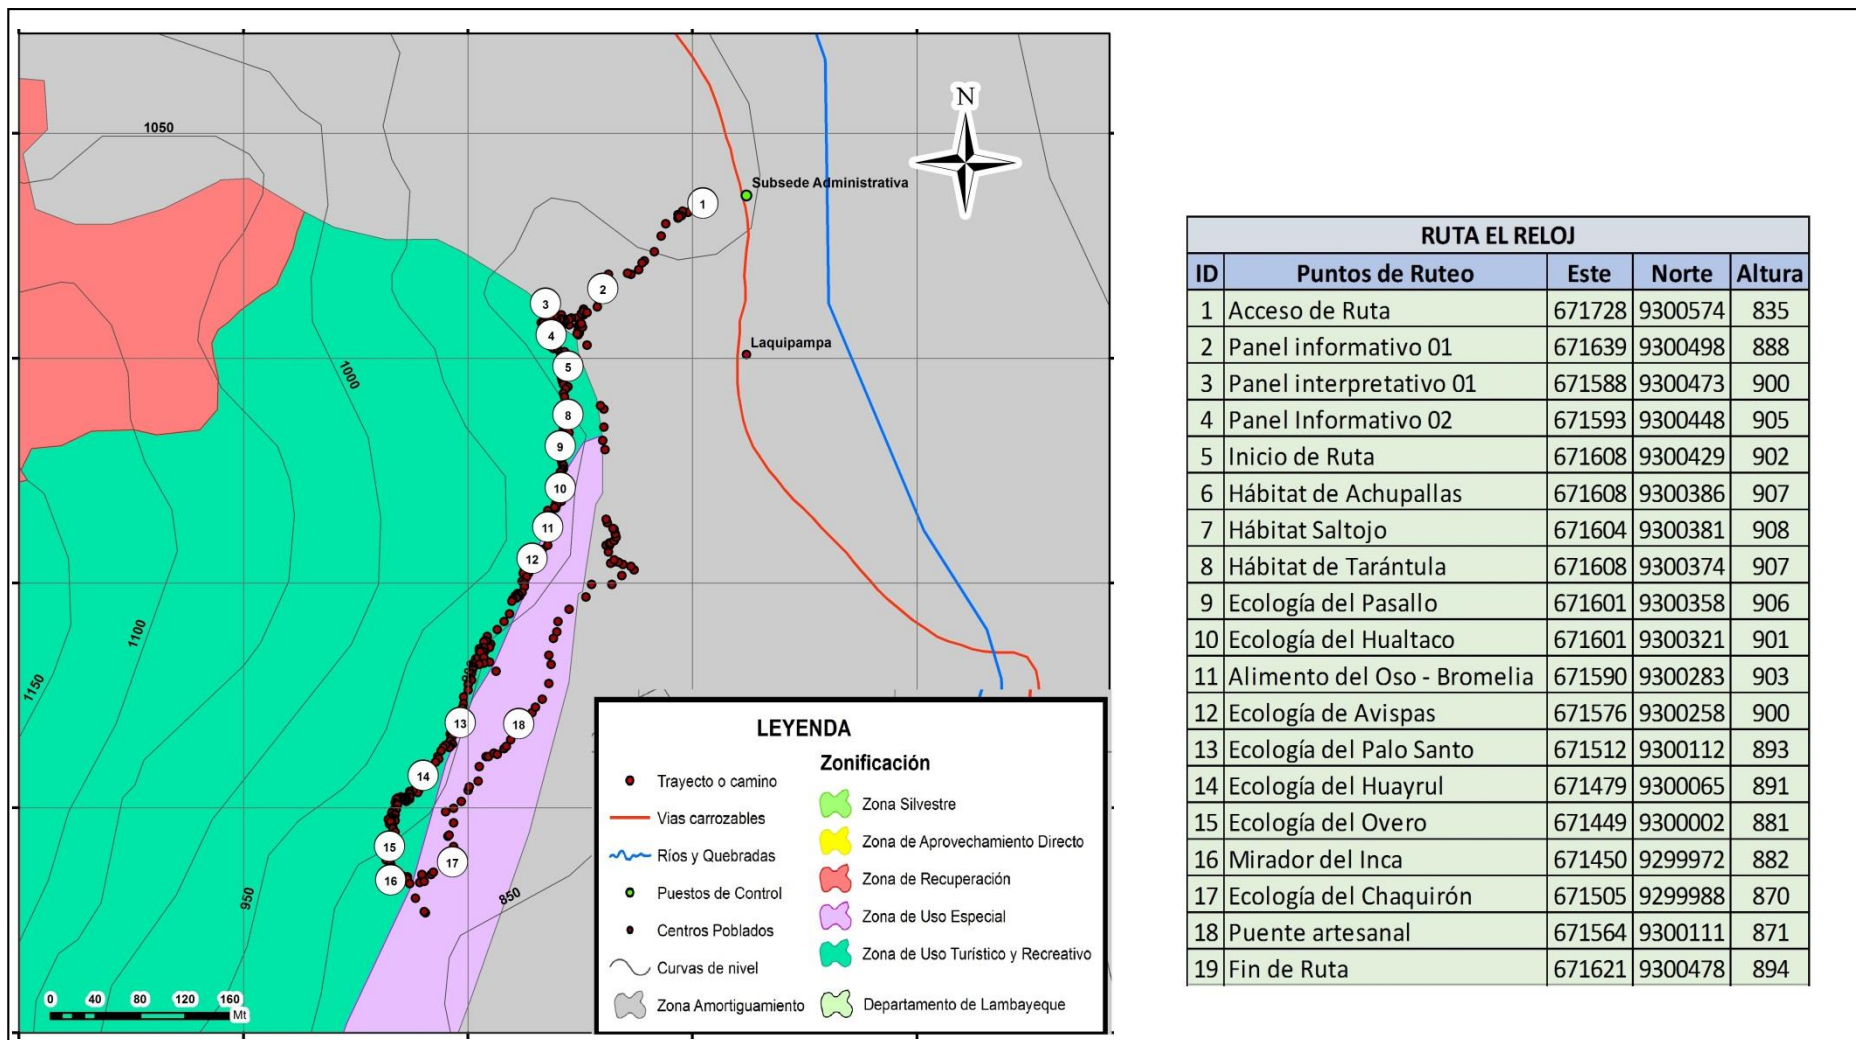 1050
N
Subsede Administrativa
1
2
3
4
5
Laquipampa
1000
8
9
10
11
12
1100
1150
13
18
14
15
17
16
950
850
0 40 80 120 160
Mt
LEYENDA
Trayecto o camino
Vias carrozables
Ríos y Quebradas
Puestos de Control
Centros Poblados
Curvas de nivel
Zona Amortiguamiento
Zonificación
Zona Silvestre
Zona de Aprovechamiento Directo
Zona de Recuperación
Zona de Uso Especial
Zona de Uso Turístico y Recreativo
Departamento de Lambayeque
RUTA EL RELOJ
ID Puntos de Ruteo Este Norte Altura
1 Acceso de Ruta 671728 9300574 835
2 Panel informativo 01 671639 9300498 888
3 Panel interpretativo 01 671588 9300473 900
4 Panel Informativo 02 671593 9300448 905
5 Inicio de Ruta 671608 9300429 902
6 Hábitat de Achupallas 671608 9300386 907
7 Hábitat Saltojo 671604 9300381 908
8 Hábitat de Tarántula 671608 9300374 907
9 Ecología del Pasallo 671601 9300358 906
10 Ecología del Hualtaco 671601 9300321 901
11 Alimento del Oso - Bromelia 671590 9300283 903
12 Ecología de Avispas 671576 9300258 900
13 Ecología del Palo Santo 671512 9300112 893
14 Ecología del Huayrul 671479 9300065 891
15 Ecología del Overo 671449 9300002 881
16 Mirador del Inca 671450 9299972 882
17 Ecología del Chaquirón 671505 9299988 870
18 Puente artesanal 671564 9300111 871
19 Fin de Ruta 671621 9300478 894